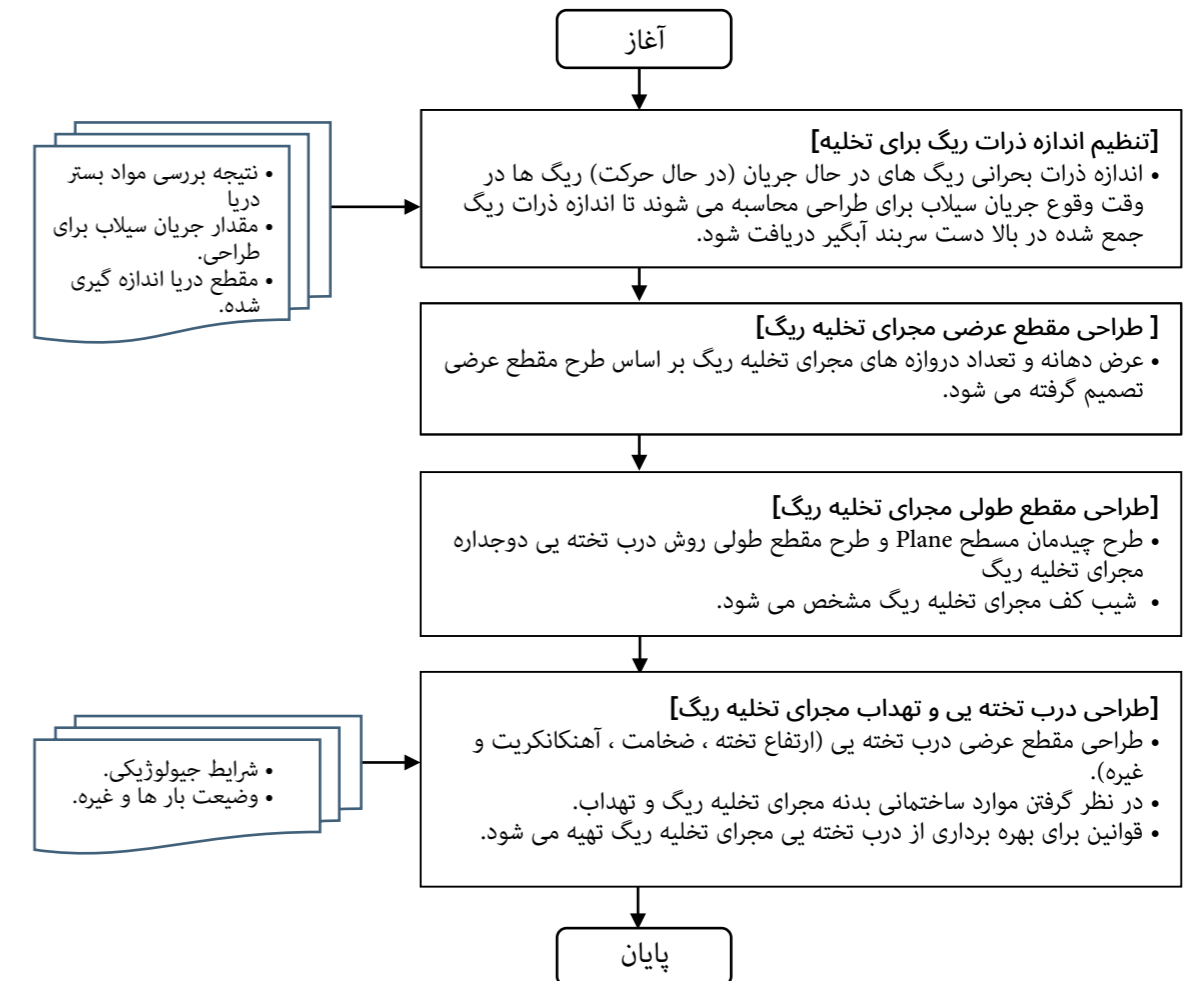 آغاز
[تنظیم اندازه ذرات ریگ برای تخلیه]
• اندازه ذرات بحرانی ریگ های در حال جریان (در حال حرکت) ریگ ها در
وقت وقوع جریان سیلاب برای طراحی محاسبه می شوند تا اندازه ذرات ریگ
جمع شده در بالا دست سربند آبگیر دریافت شود.
• نتیجه بررسی مواد بستر
دریا
• مقدار جریان سیلاب برای
طراحی.
• مقطع دریا اندازه گیری
شده.
[ طراحی مقطع عرضی مجرای تخلیه ریگ]
• عرض دهانه و تعداد دروازه های مجرای تخلیه ریگ بر اساس طرح مقطع عرضی
تصمیم گرفته می شود.
[طراحی مقطع طولی مجرای تخلیه ریگ]
• طرح چیدمان مسطح Plane و طرح مقطع طولی روش درب تخته یی دوجداره
مجرای تخلیه ریگ
• شیب کف مجرای تخلیه ریگ مشخص می شود.
[طراحی درب تخته یی و تهداب مجرای تخلیه ریگ]
• طراحی مقطع عرضی درب تخته یی (ارتفاع تخته ، ضخامت ، آهنکانکریت و
غیره).
• در نظر گرفتن موارد ساختمانی بدنه مجرای تخلیه ریگ و تهداب.
• قوانین برای بهره برداری از درب تخته یی مجرای تخلیه ریگ تهیه می شود.
• شرایط جیولوژیکی.
• وضیعت بار ها و غیره.
پایان